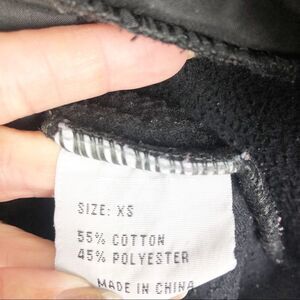 SIZE: XS
55% COTTON
45% POLYESTER
MADE IN CHINA